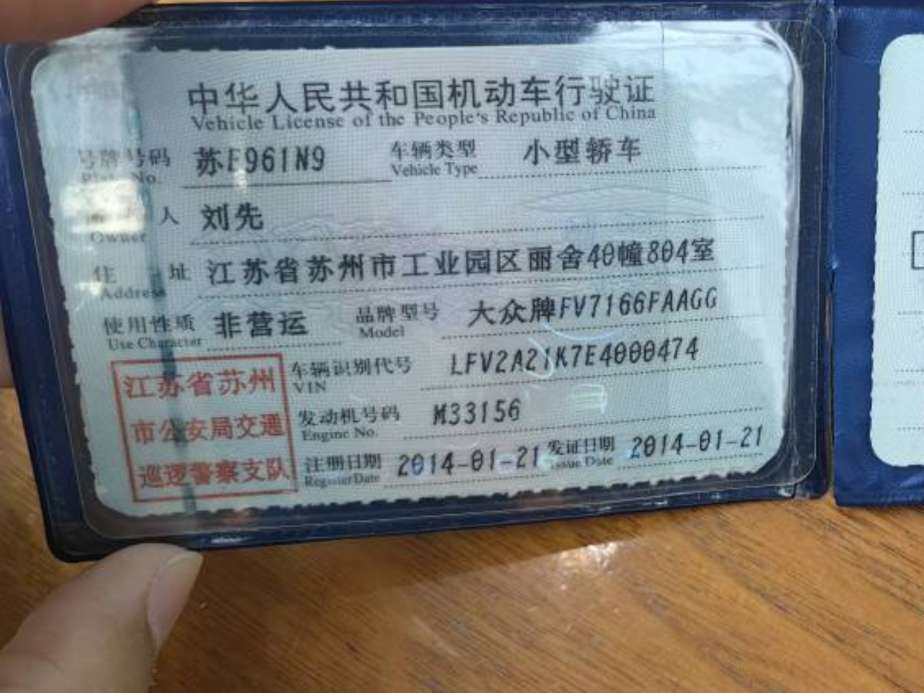 中华人民共和国机动车行驶证
Vehicle License of the People's Republic of China
号牌号码 苏E961N9 车辆类型 小型轿车
Plate No. Vehicle Type
人 刘先
Owner
住 址 江苏省苏州市工业园区丽舍40幢804室
Address
使用性质 非营运 品牌型号 大众牌FV7166FAAGG
Use Character Model
江苏省苏州
市公安局交通
巡逻警察支队
车辆识别代号 LFV2A21K7E4000474
VIN
发动机号码 M33156
Engine No.
注册日期 2014-01-21 发证日期 2014-01-21
Register Date Issue Date